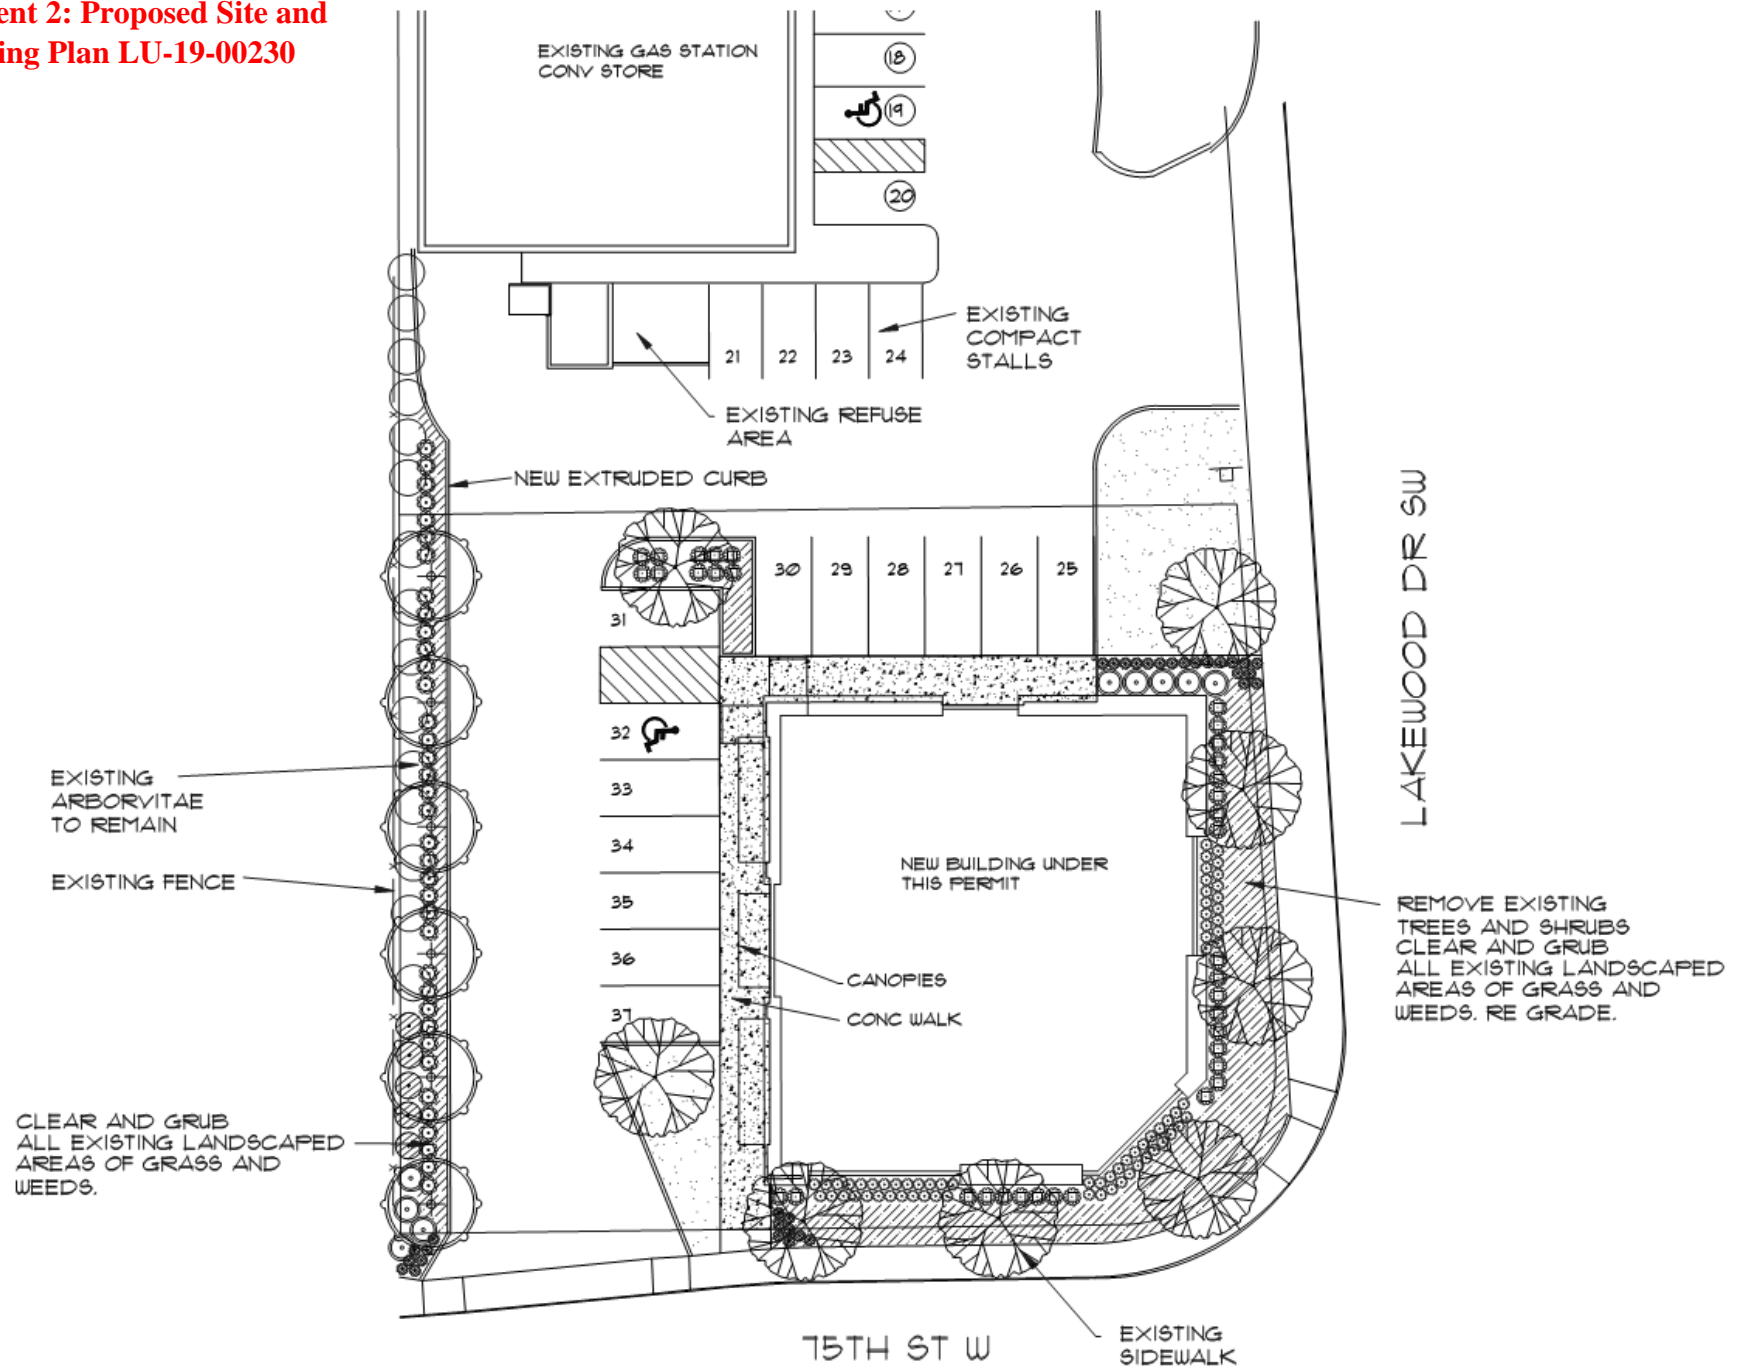 ent 2: Proposed Site and
ing Plan LU-19-00230
EXISTING GAS STATION
CONV STORE
18
19
20
EXISTING
COMPACT
STALLS
21 22 23 24
EXISTING REFUSE
AREA
NEW EXTRUDED CURB
LAKEWOOD DR SW
30 29 28 27 26 25
31
32
33
34
35
36
37
EXISTING
ARBORVITAE
TO REMAIN
EXISTING FENCE
NEW BUILDING UNDER
THIS PERMIT
CANOPIES
CONC WALK
REMOVE EXISTING
TREES AND SHRUBS
CLEAR AND GRUB
ALL EXISTING LANDSCAPED
AREAS OF GRASS AND
WEEDS. RE GRADE.
CLEAR AND GRUB
ALL EXISTING LANDSCAPED
AREAS OF GRASS AND
WEEDS.
75TH ST W
EXISTING
SIDEWALK